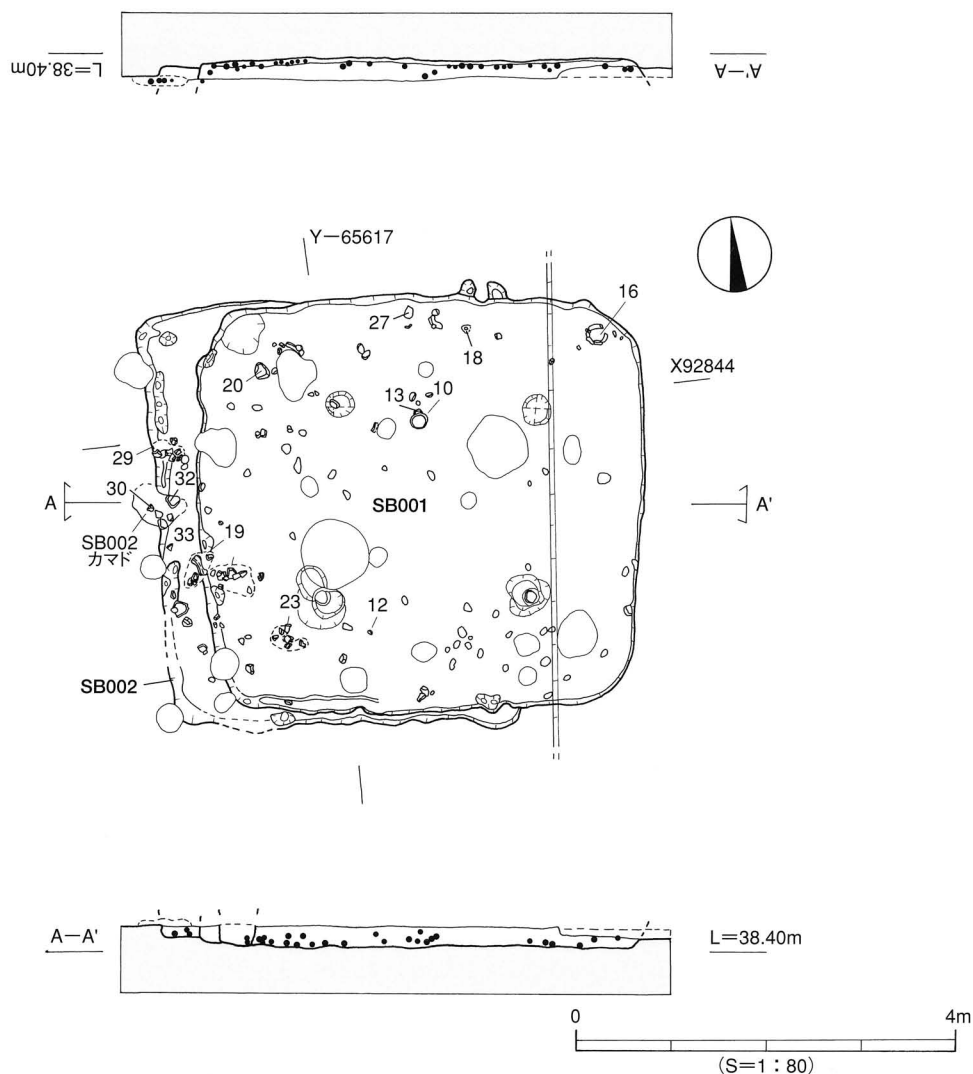 L=38.40m
A'-A
Y-65617
16
27
18
X92844
20
13
10
29
30
32
A
SB001
A'
SB002
カマド
33
19
23
12
SB002
A-A'
L=38.40m
0
4m
(S=1:80)